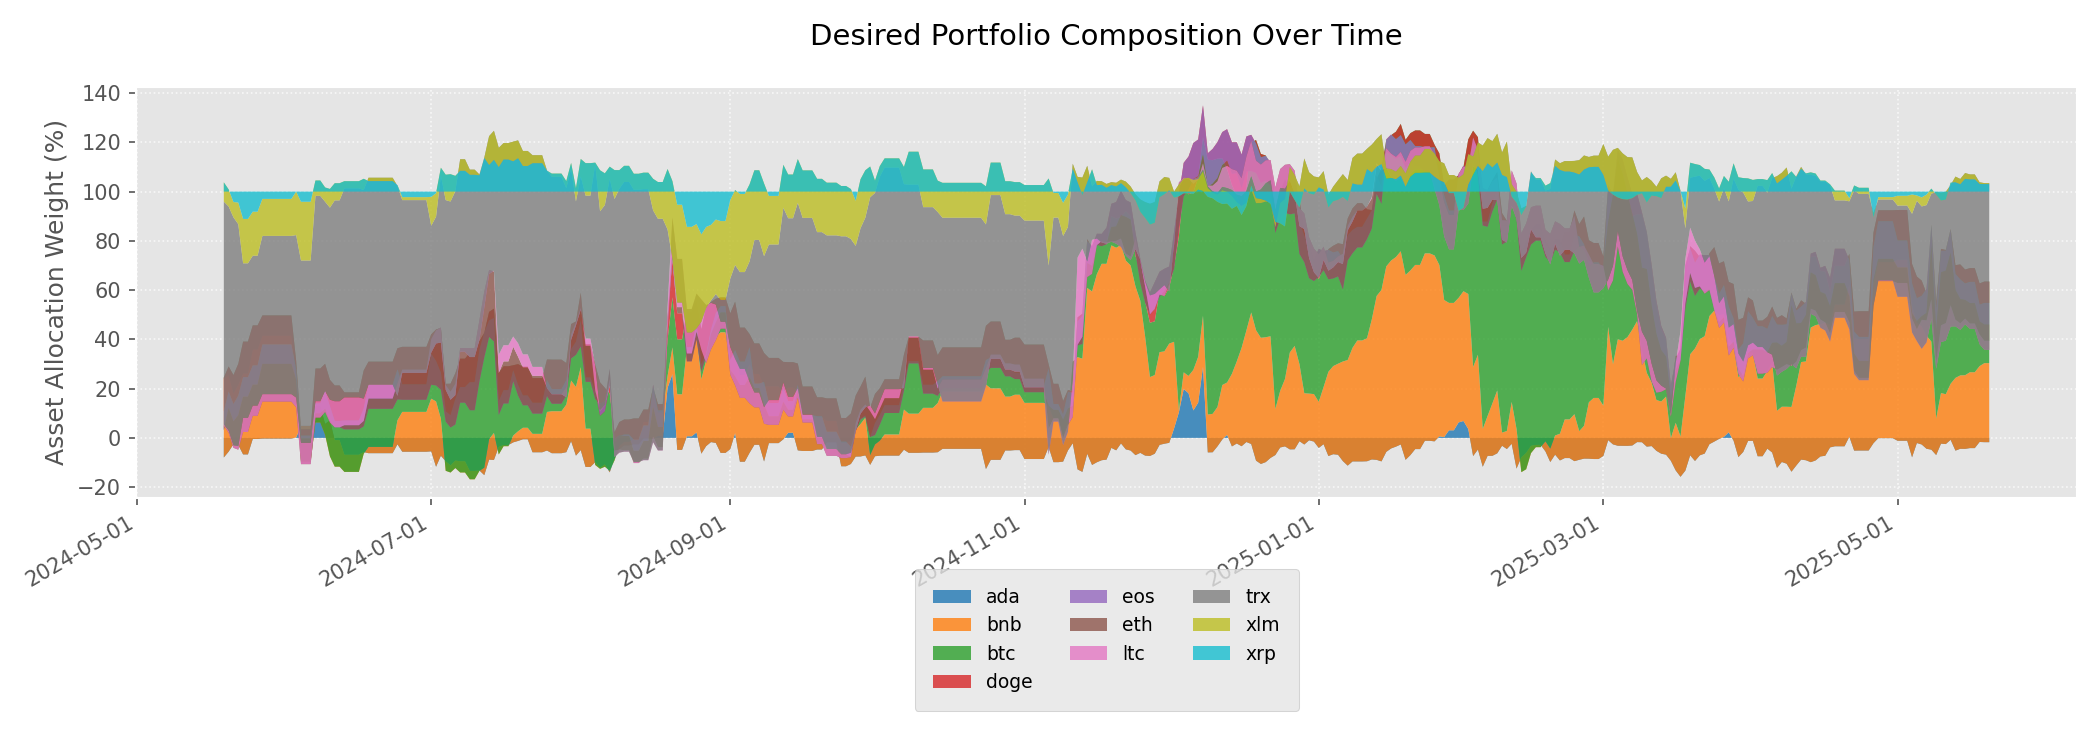 Desired Portfolio Composition Over Time
Asset Allocation Weight (%)
140
120
100
80
60
40
20
0
−20
2024-05-01
2024-07-01
2024-09-01
2024-11-01
2025-01-01
2025-03-01
2025-05-01
ada
bnb
btc
doge
eos
eth
ltc
trx
xlm
xrp